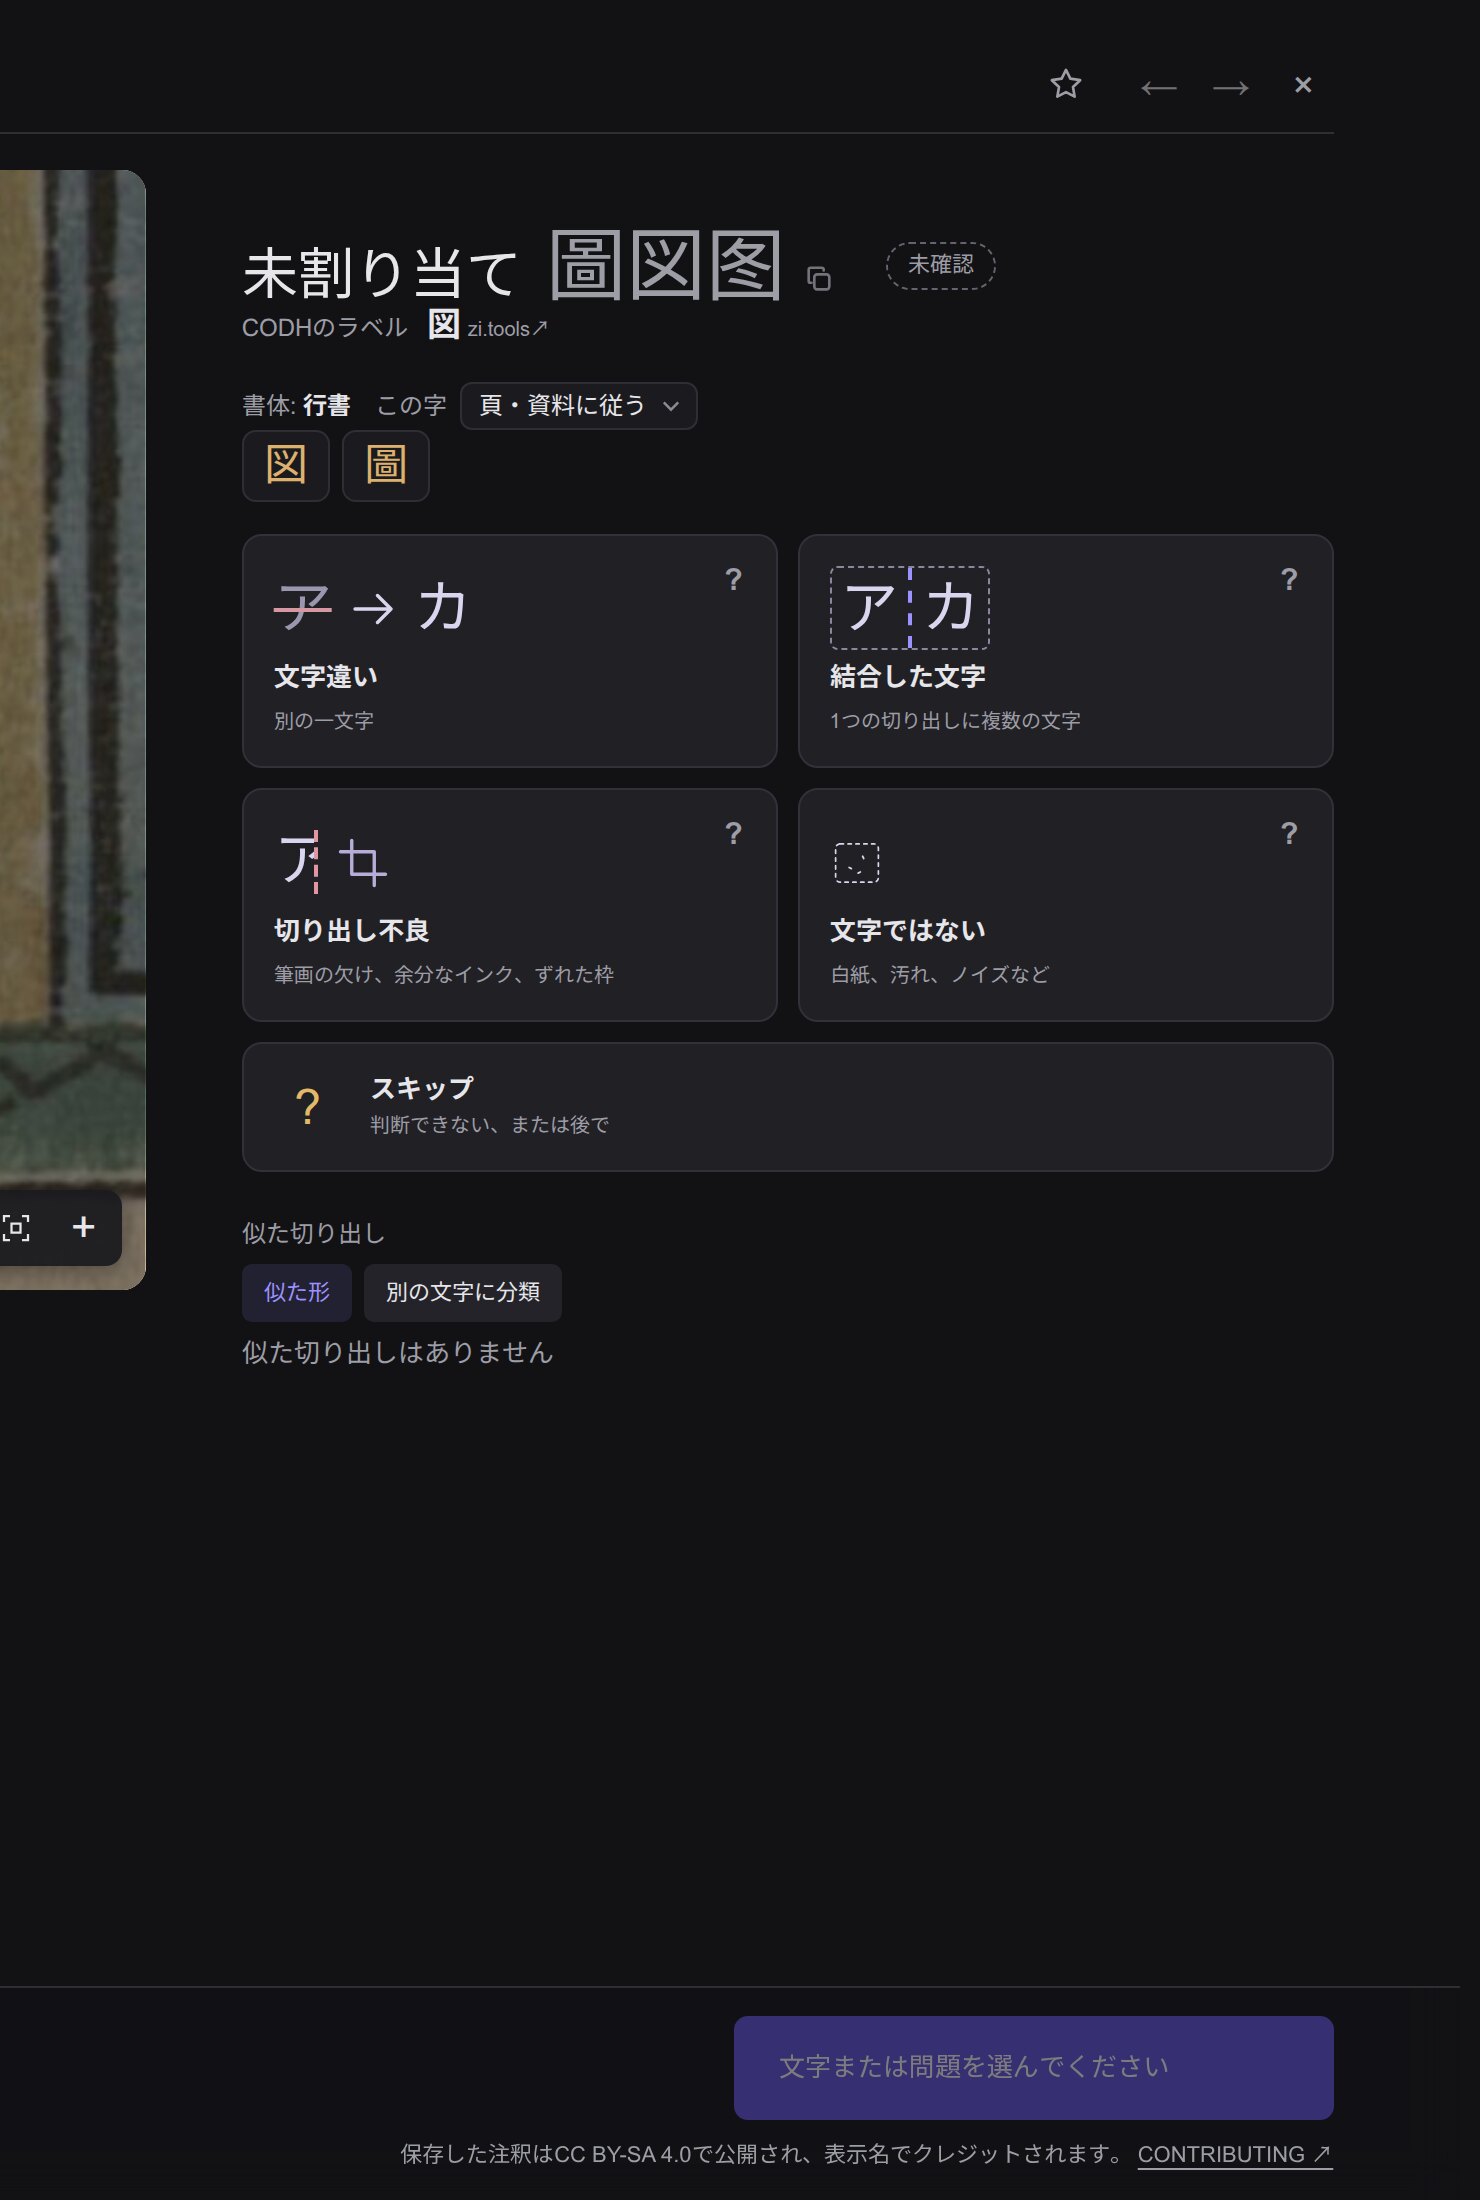 未割り当て 圖図图 未確認
CODHのラベル 図 zi.tools↗
書体: 行書 この字 頁・資料に従う
図 圖
ア → カ ?
文字違い
別の一文字
ア カ ?
結合した文字
1つの切り出しに複数の文字
ア ?
切り出し不良
筆画の欠け、余分なインク、ずれた枠
?
文字ではない
白紙、汚れ、ノイズなど
? スキップ
判断できない、または後で
似た切り出し
似た形 別の文字に分類
似た切り出しはありません
文字または問題を選んでください
保存した注釈はCC BY-SA 4.0で公開され、表示名でクレジットされます。 CONTRIBUTING ↗